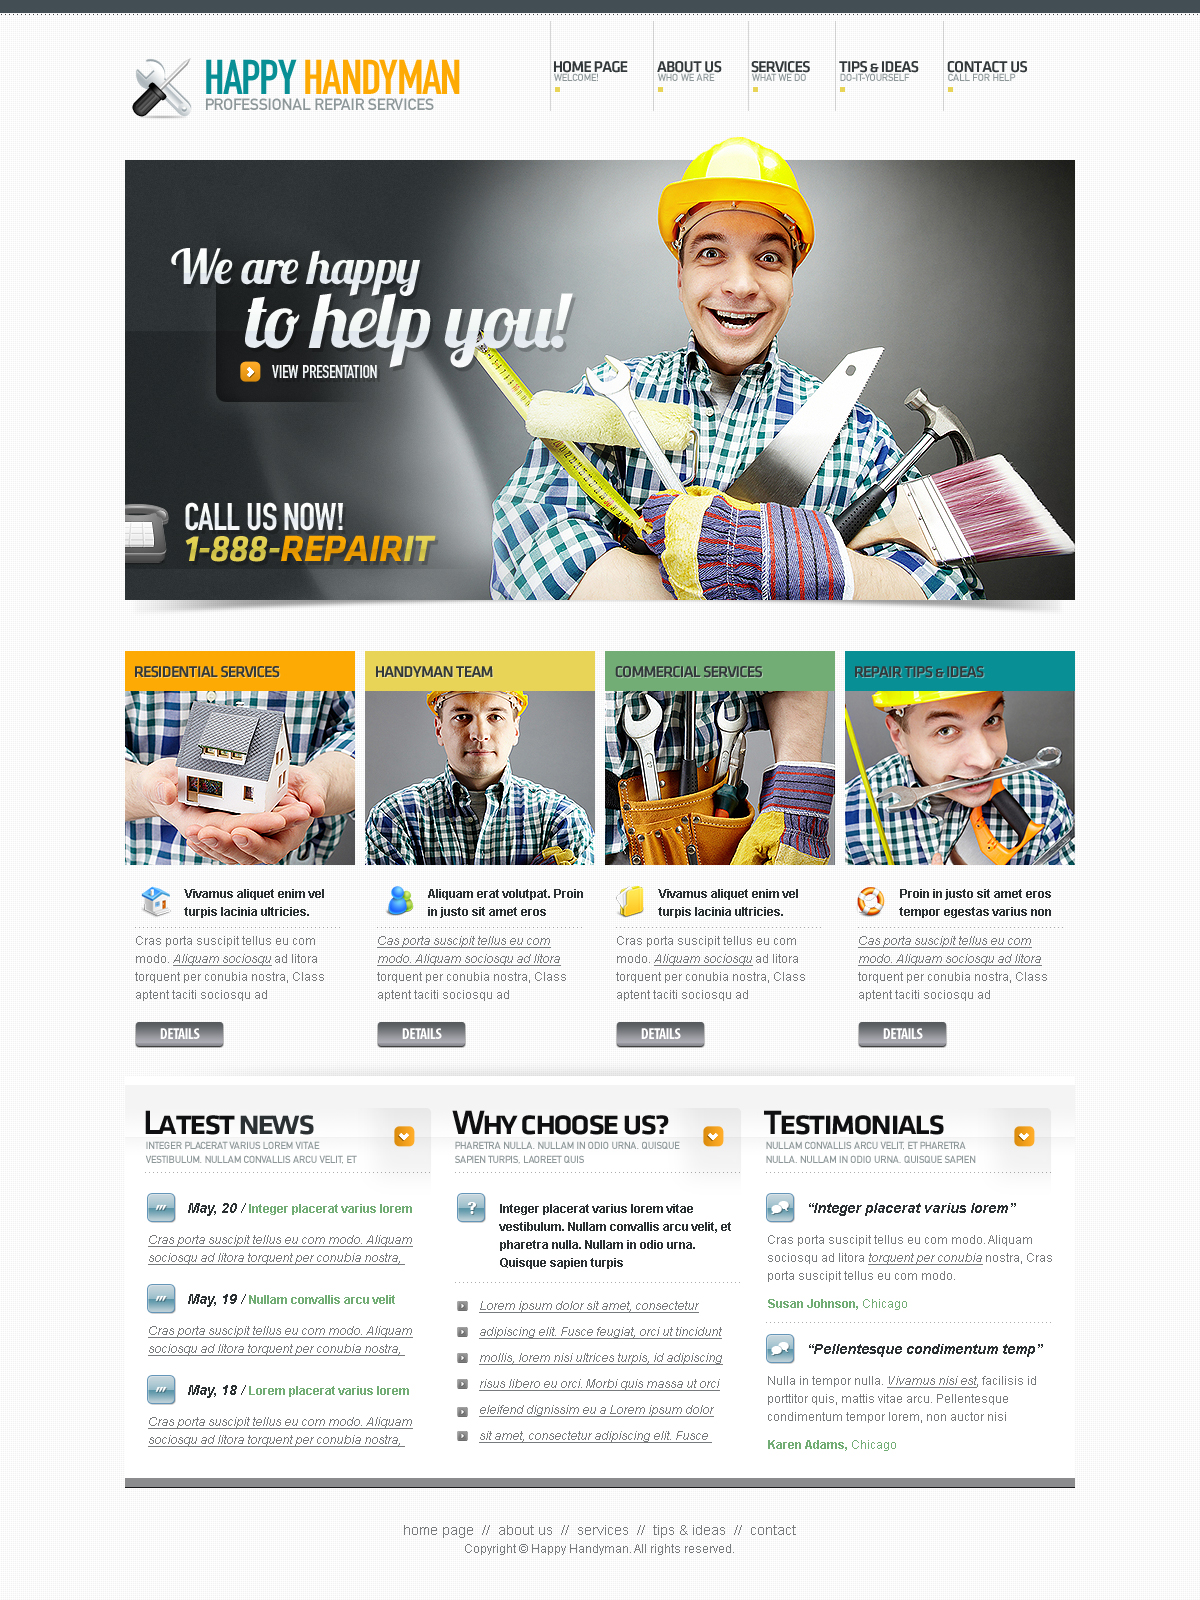 HAPPY HANDYMAN
PROFESSIONAL REPAIR SERVICES
HOME PAGE
WELCOME!
ABOUT US
WHO WE ARE
SERVICES
WHAT WE DO
TIPS & IDEAS
DO-IT-YOURSELF
CONTACT US
CALL FOR HELP
We are happy
to help you!
VIEW PRESENTATION
CALL US NOW!
1-888-REPAIRIT
RESIDENTIAL SERVICES
Vivamus aliquet enim vel
turpis lacinia ultricies.
Cras porta suscipit tellus eu com
modo. Aliquam sociosqu ad litora
torquent per conubia nostra, Class
aptent taciti sociosqu ad
DETAILS
HANDYMAN TEAM
Aliquam erat volutpat. Proin
in justo sit amet eros
Cas porta suscipit tellus eu com
modo. Aliquam sociosqu ad litora
torquent per conubia nostra, Class
aptent taciti sociosqu ad
DETAILS
COMMERCIAL SERVICES
Vivamus aliquet enim vel
turpis lacinia ultricies.
Cras porta suscipit tellus eu com
modo. Aliquam sociosqu ad litora
torquent per conubia nostra, Class
aptent taciti sociosqu ad
DETAILS
REPAIR TIPS & IDEAS
Proin in justo sit amet eros
tempor egestas varius non
Cas porta suscipit tellus eu com
modo. Aliquam sociosqu ad litora
torquent per conubia nostra, Class
aptent taciti sociosqu ad
DETAILS
LATEST NEWS
INTEGER PLACERAT VARIUS LOREM VITAE
VESTIBULUM. NULLAM CONVALLIS ARCU VELIT, ET
May, 20 / Integer placerat varius lorem
Cras porta suscipit tellus eu com modo. Aliquam
sociosqu ad litora torquent per conubia nostra,
May, 19 / Nullam convallis arcu velit
Cras porta suscipit tellus eu com modo. Aliquam
sociosqu ad litora torquent per conubia nostra,
May, 18 / Lorem placerat varius lorem
Cras porta suscipit tellus eu com modo. Aliquam
sociosqu ad litora torquent per conubia nostra,
WHY CHOOSE US?
PHARETRA NULLA. NULLAM IN ODIO URNA. QUISQUE
SAPIEN TURPIS, LAOREET QUIS
Integer placerat varius lorem vitae
vestibulum. Nullam convallis arcu velit, et
pharetra nulla. Nullam in odio urna.
Quisque sapien turpis
Lorem ipsum dolor sit amet, consectetur
adipiscing elit. Fusce feugiat, orci ut tincidunt
mollis, lorem nisi ultrices turpis, id adipiscing
risus libero eu orci. Morbi quis massa ut orci
eleifend dignissim eu a Lorem ipsum dolor
sit amet, consectetur adipiscing elit. Fusce
TESTIMONIALS
NULLAM CONVALLIS ARCU VELIT, ET PHARETRA
NULLA. NULLAM IN ODIO URNA. QUISQUE SAPIEN
“Integer placerat varius lorem”
Cras porta suscipit tellus eu com modo. Aliquam
sociosqu ad litora torquent per conubia nostra, Cras
porta suscipit tellus eu com modo.
Susan Johnson, Chicago
“Pellentesque condimentum temp”
Nulla in tempor nulla. Vivamus nisi est, facilisis id
porttitor quis, mattis vitae arcu. Pellentesque
condimentum tempor lorem, non auctor nisi
Karen Adams, Chicago
home page // about us // services // tips & ideas // contact
Copyright © Happy Handyman. All rights reserved.